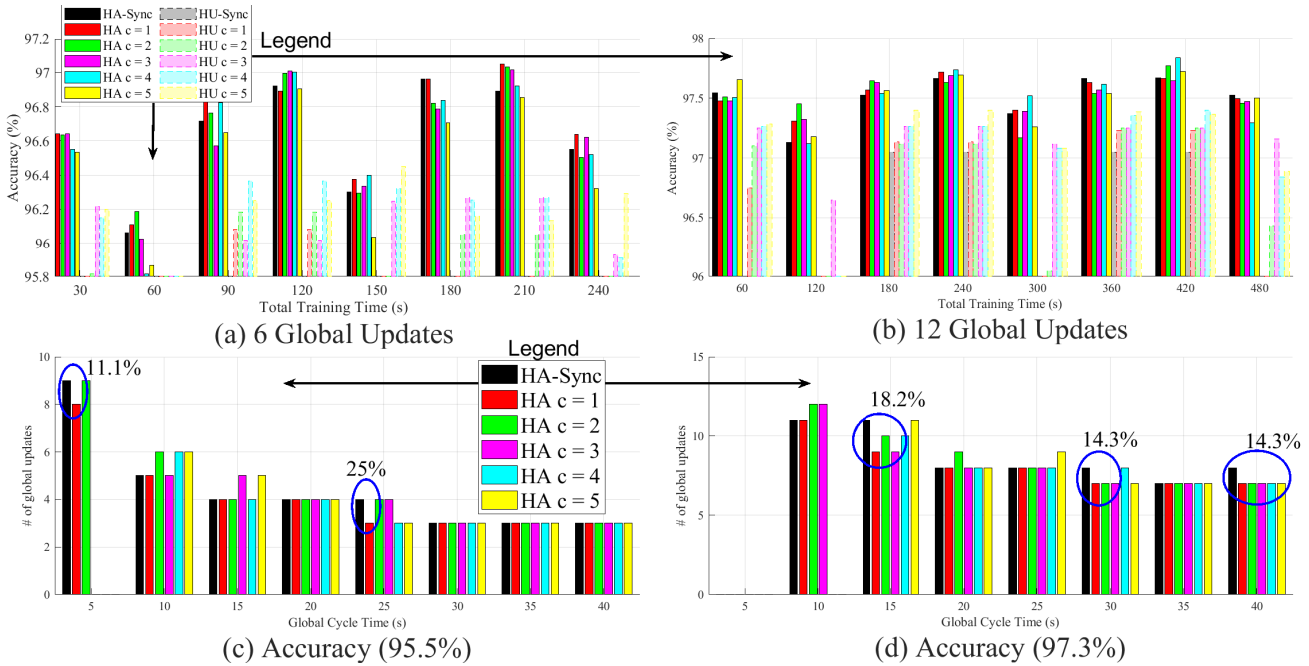 HA-Sync HU-Sync
HA c = 1 HU c = 1
HA c = 2 HU c = 2
HA c = 3 HU c = 3
HA c = 4 HU c = 4
HA c = 5 HU c = 5
Legend
97.2
97
96.8
96.6
96.4
96.2
96
95.8
Accuracy (%)
30 60 90 120 150 180 210 240
Total Training Time (s)
(a) 6 Global Updates
98
97.5
97
96.5
96
Accuracy (%)
60 120 180 240 300 360 420 480
Total Training Time (s)
(b) 12 Global Updates
10
8
6
4
2
0
# of global updates
11.1%
25%
5 10 15 20 25 30 35 40
Global Cycle Time (s)
(c) Accuracy (95.5%)
Legend
HA-Sync
HA c = 1
HA c = 2
HA c = 3
HA c = 4
HA c = 5
15
10
5
0
# of global updates
18.2%
14.3%
14.3%
5 10 15 20 25 30 35 40
Global Cycle Time (s)
(d) Accuracy (97.3%)